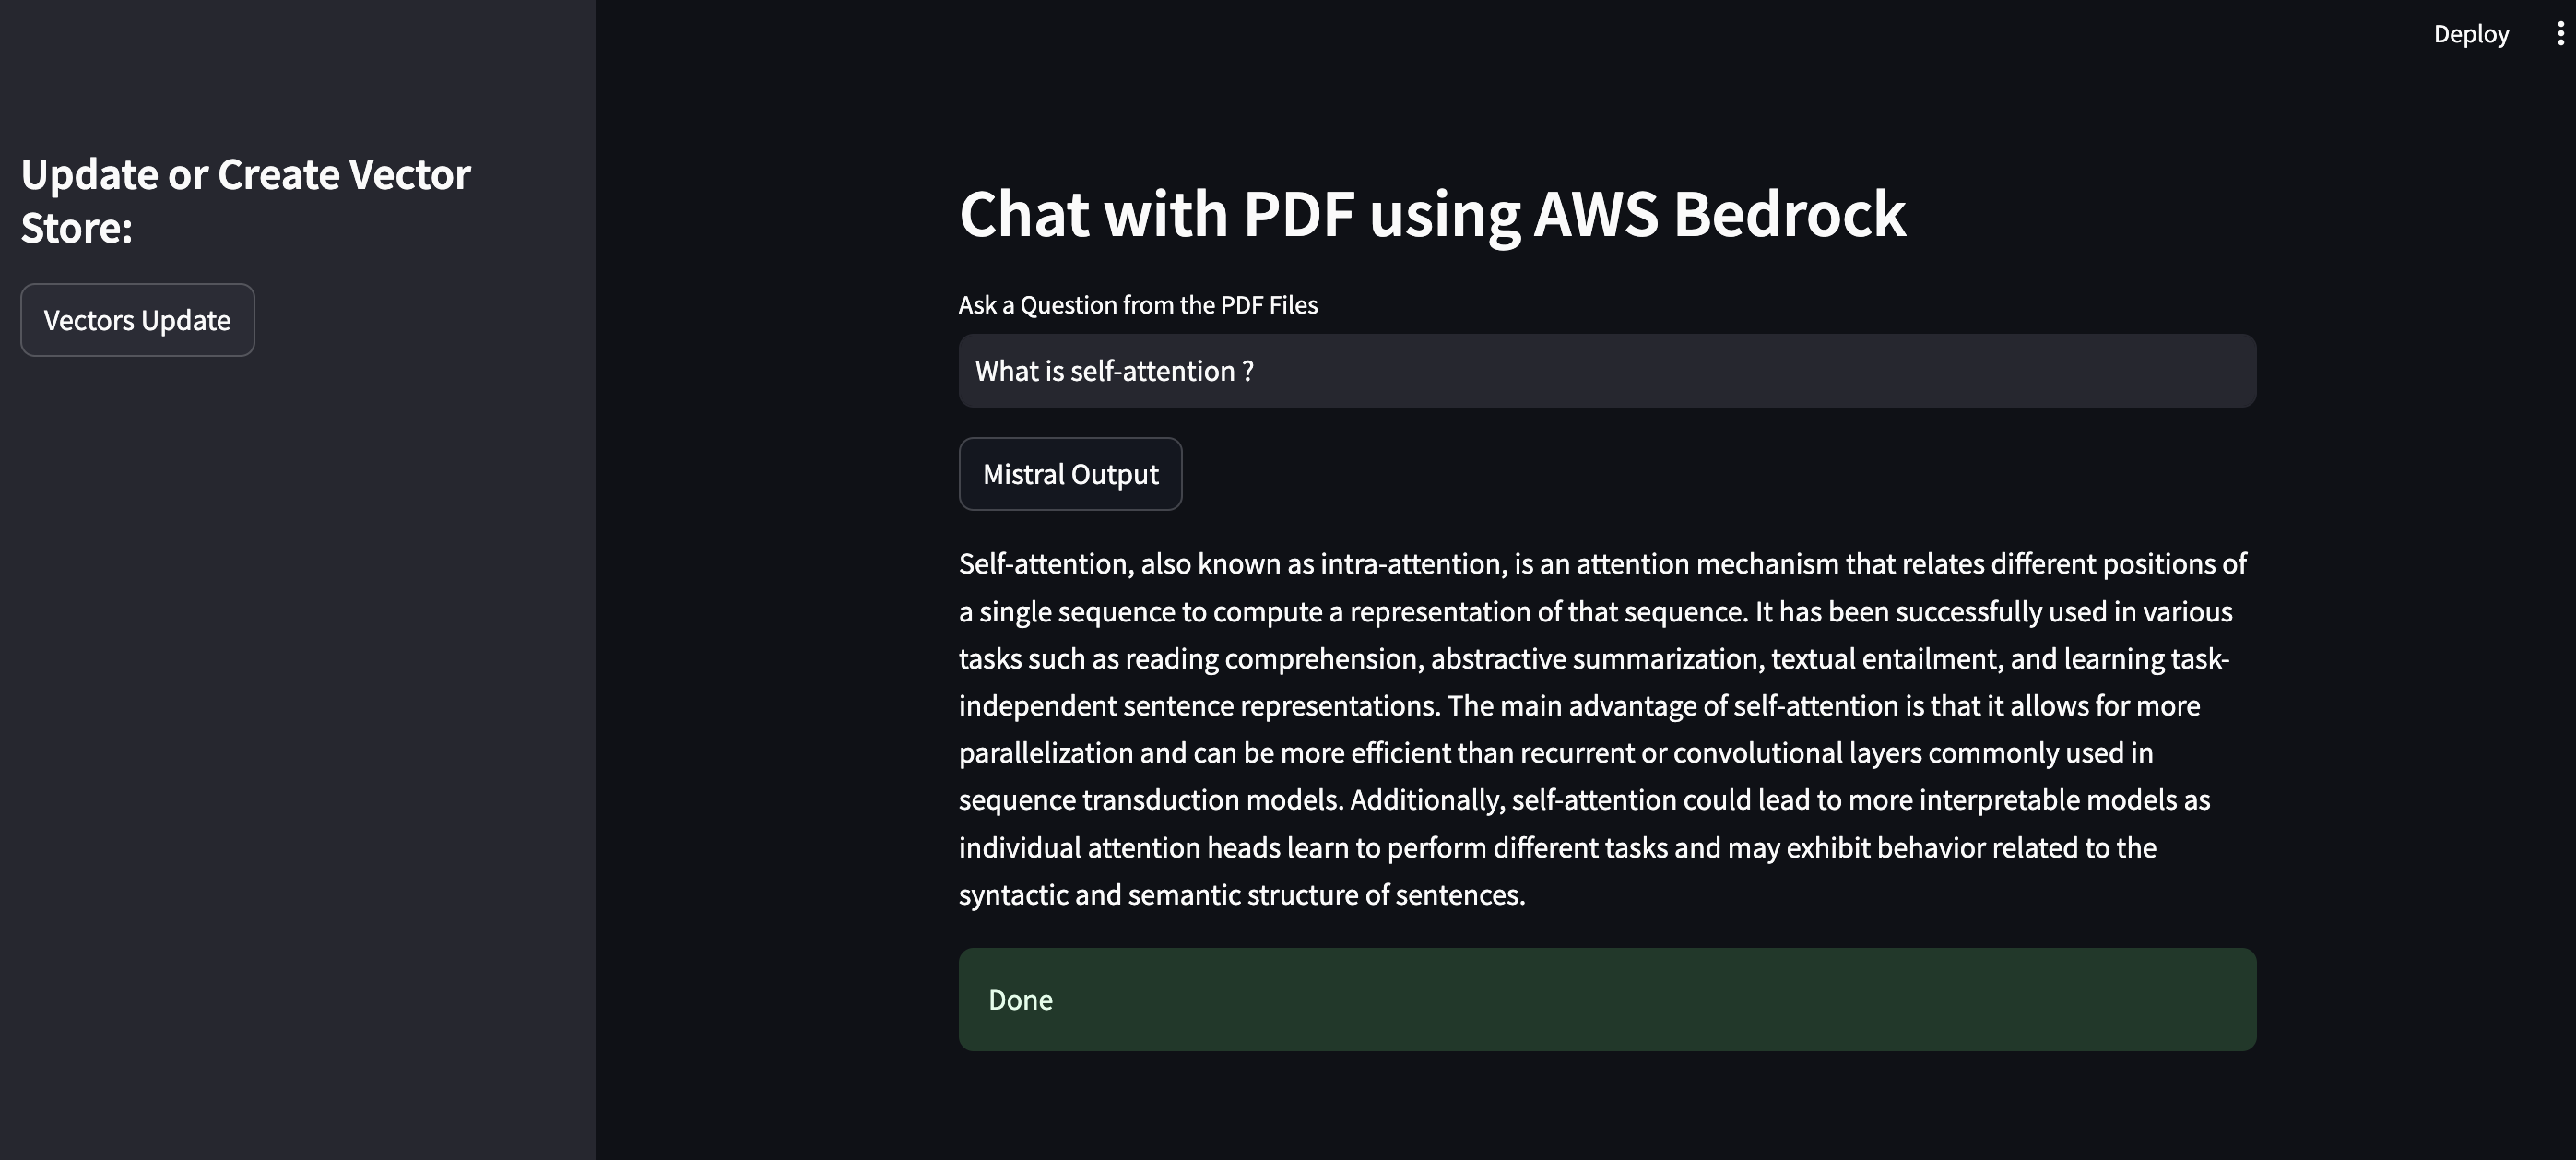 Deploy
Update or Create Vector
Store:
Vectors Update
Chat with PDF using AWS Bedrock
Ask a Question from the PDF Files
What is self-attention ?
Mistral Output
Self-attention, also known as intra-attention, is an attention mechanism that relates different positions of
a single sequence to compute a representation of that sequence. It has been successfully used in various
tasks such as reading comprehension, abstractive summarization, textual entailment, and learning task-
independent sentence representations. The main advantage of self-attention is that it allows for more
parallelization and can be more efficient than recurrent or convolutional layers commonly used in
sequence transduction models. Additionally, self-attention could lead to more interpretable models as
individual attention heads learn to perform different tasks and may exhibit behavior related to the
syntactic and semantic structure of sentences.
Done